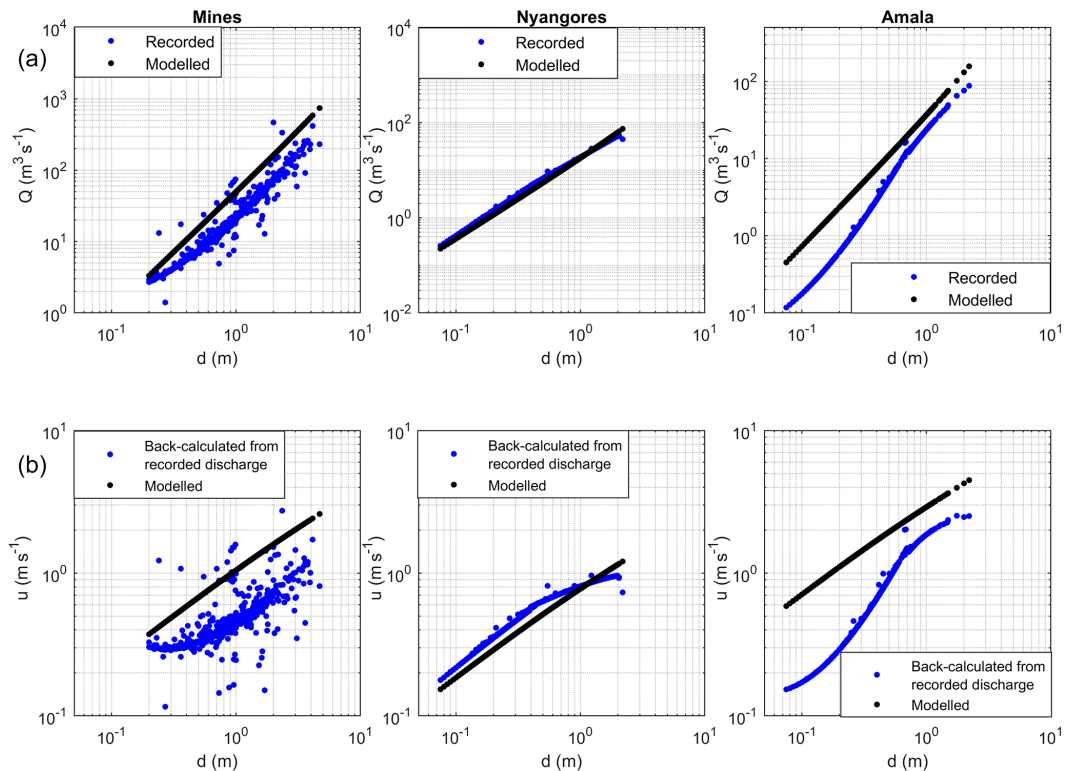 Mines
Nyangores
Amala
(a)
Recorded
Modelled
Recorded
Modelled
Recorded
Modelled
Q (m³ s⁻¹)
10⁴
10³
10²
10¹
10⁰
10⁻¹
10⁰
10¹
d (m)
Q (m³ s⁻¹)
10⁴
10²
10⁰
10⁻²
10⁻¹
10⁰
10¹
d (m)
Q (m³ s⁻¹)
10²
10¹
10⁰
10⁻¹
10⁻¹
10⁰
10¹
d (m)
(b)
Back-calculated from
recorded discharge
Modelled
Back-calculated from
recorded discharge
Modelled
Back-calculated from
recorded discharge
Modelled
u (m s⁻¹)
10¹
10⁰
10⁻¹
10⁻¹
10⁰
10¹
d (m)
u (m s⁻¹)
10¹
10⁰
10⁻¹
10⁻¹
10⁰
10¹
d (m)
u (m s⁻¹)
10¹
10⁰
10⁻¹
10⁻¹
10⁰
10¹
d (m)